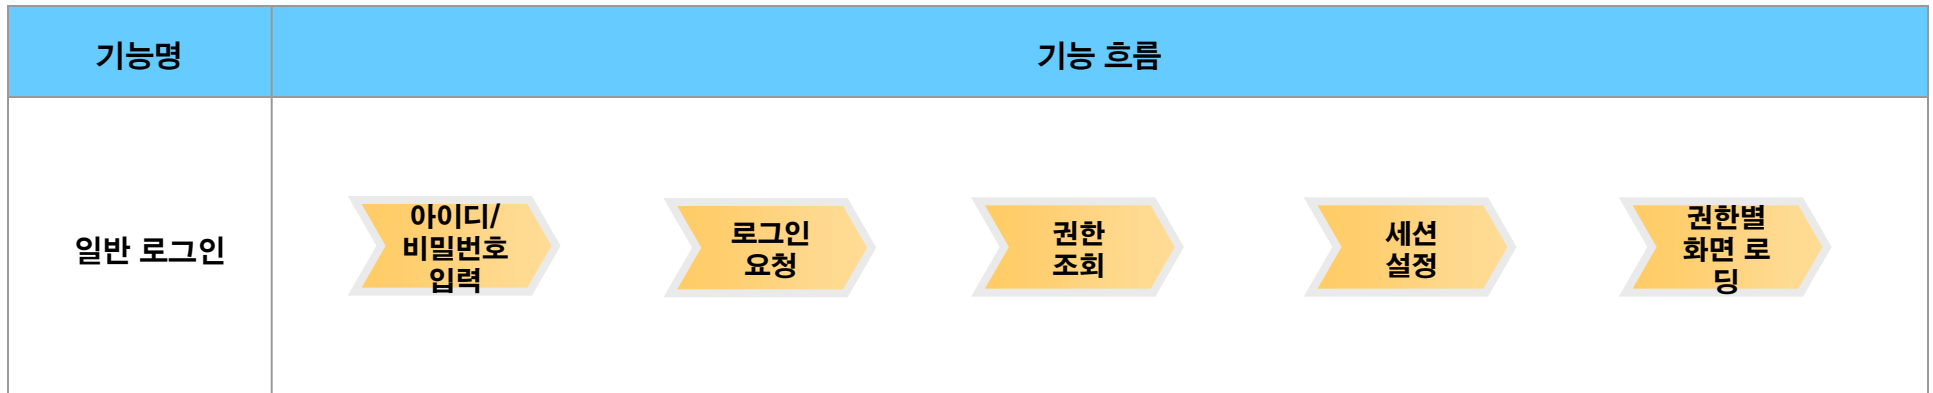 기능명
기능 흐름
일반 로그인
아이디/
비밀번호
입력
로그인
요청
권한
조회
세션
설정
권한별
화면 로
딩